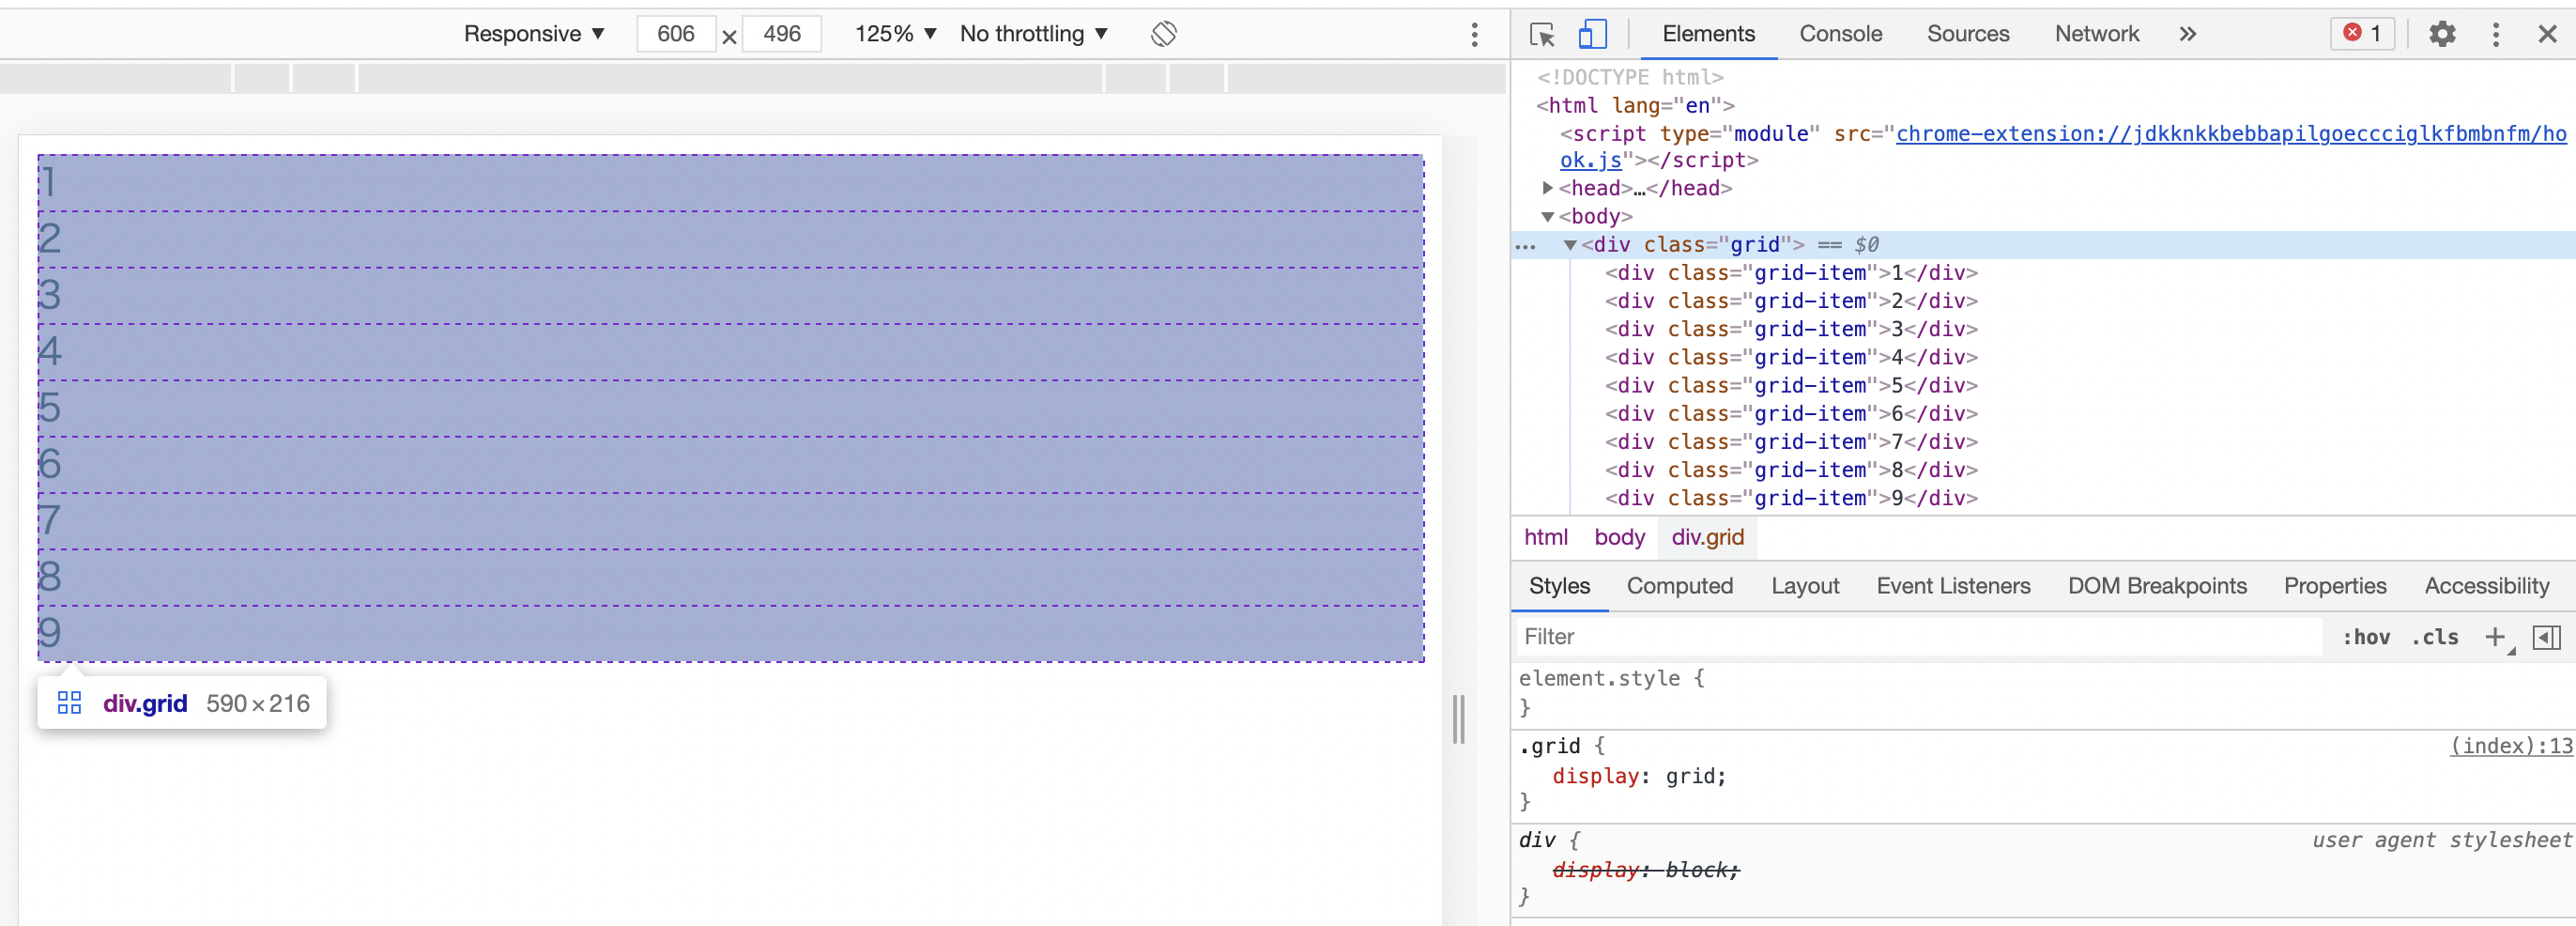 Responsive ▼ 606 × 496 125% ▼ No throttling ▼
Elements Console Sources Network » 1
<!DOCTYPE html>
<html lang="en">
<script type="module" src="chrome-extension://jdkknkkbebbapilgoeccciglkfbmbnfm/ho
ok.js"></script>
▶<head>…</head>
▼<body>
… ▼<div class="grid"> == $0
<div class="grid-item">1</div>
<div class="grid-item">2</div>
<div class="grid-item">3</div>
<div class="grid-item">4</div>
<div class="grid-item">5</div>
<div class="grid-item">6</div>
<div class="grid-item">7</div>
<div class="grid-item">8</div>
<div class="grid-item">9</div>
html body div.grid
Styles Computed Layout Event Listeners DOM Breakpoints Properties Accessibility
Filter :hov .cls +
element.style {
}
.grid { (index):13
display: grid;
}
div { user agent stylesheet
display: block;
}
1
2
3
4
5
6
7
8
9
div.grid 590×216